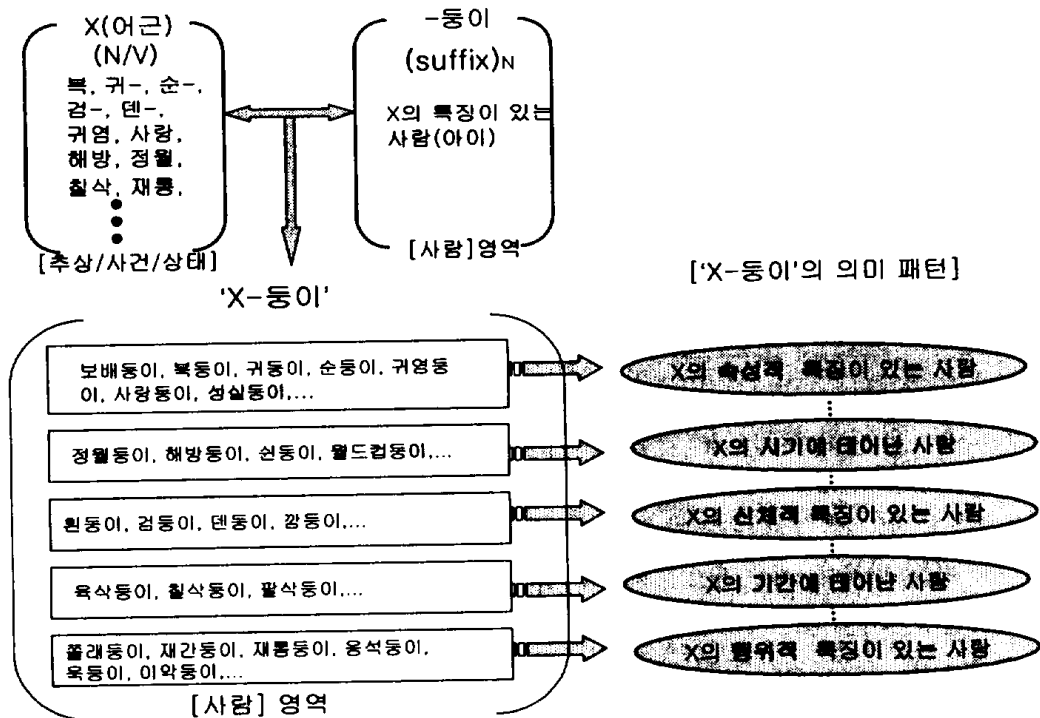 X(어근)
(N/V)
복, 귀-, 순-,
검-, 덴-,
귀염, 사랑,
해방, 정월,
칠삭, 재롱,
[추상/사건/상태]
-둥이
(suffix)N
X의 특징이 있는
사람(아이)
[사람]영역
'X-둥이'
['X-둥이'의 의미 패턴]
보배둥이, 복둥이, 귀둥이, 순둥이, 귀영둥
이, 사랑둥이, 성실둥이,...
X의 속성적 특징이 있는 사람
정월둥이, 해방둥이, 쉰둥이, 월드컵둥이,...
X의 시기에 태어난 사람
흰둥이, 검둥이, 덴둥이, 깜둥이,...
X의 신체적 특징이 있는 사람
육삭둥이, 칠삭둥이, 팔삭둥이,...
X의 기간에 태어난 사람
쫄래둥이, 재간둥이, 재롱둥이, 응석둥이,
욱둥이, 이악둥이,...
X의 행위적 특징이 있는 사람
[사람] 영역